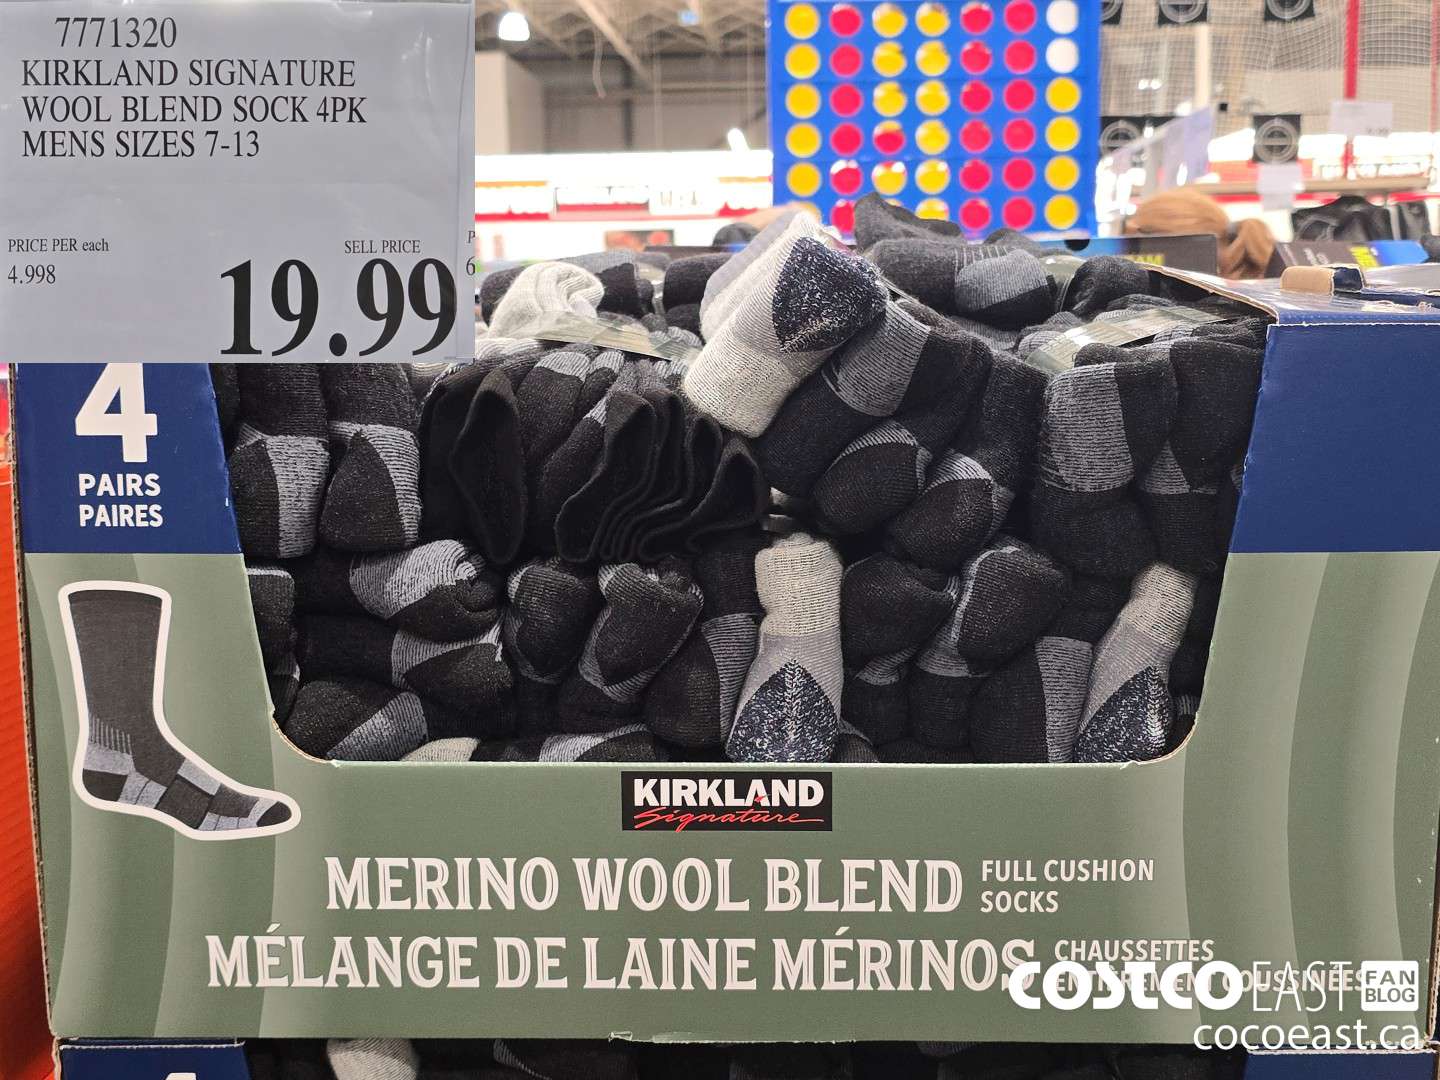 7771320
KIRKLAND SIGNATURE
WOOL BLEND SOCK 4PK
MENS SIZES 7-13
PRICE PER each
4.998
SELL PRICE
19.99
4
PAIRS
PAIRES
KIRKLAND
Signature
MERINO WOOL BLEND
FULL CUSHION
SOCKS
MÉLANGE DE LAINE MÉRINOS
CHAUSSETTES
ENTIÈREMENT COUSSINÉES
COSTCO EAST FAN
BLOG
cocoeast.ca